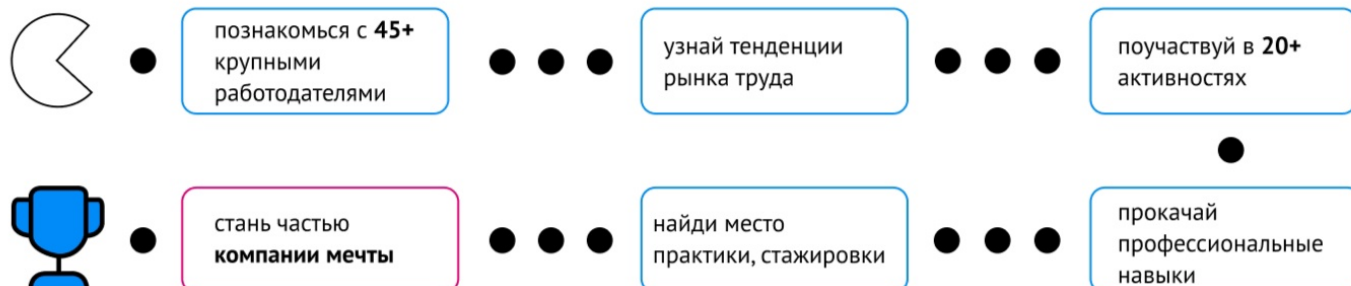 познакомься с 45+
крупными
работодателями
узнай тенденции
рынка труда
поучаствуй в 20+
активностях
прокачай
профессиональные
навыки
найди место
практики, стажировки
стань частью
компании мечты